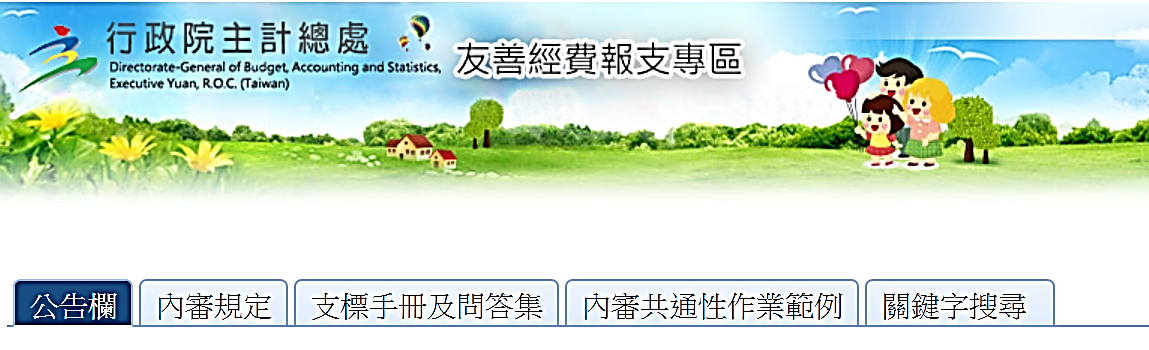 行政院主計總處
Directorate-General of Budget, Accounting and Statistics,
Executive Yuan, R.O.C. (Taiwan)
友善經費報支專區
公告欄 內審規定 支標手冊及問答集 內審共通性作業範例 關鍵字搜尋